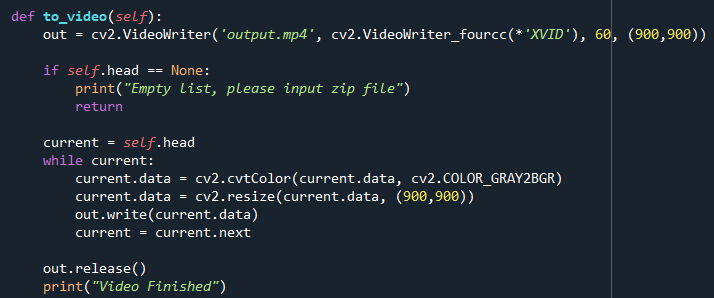 def to_video(self):
    out = cv2.VideoWriter('output.mp4', cv2.VideoWriter_fourcc(*'XVID'), 60, (900,900))
    if self.head == None:
        print("Empty list, please input zip file")
        return
    current = self.head
    while current:
        current.data = cv2.cvtColor(current.data, cv2.COLOR_GRAY2BGR)
        current.data = cv2.resize(current.data, (900,900))
        out.write(current.data)
        current = current.next
    out.release()
    print("Video Finished")